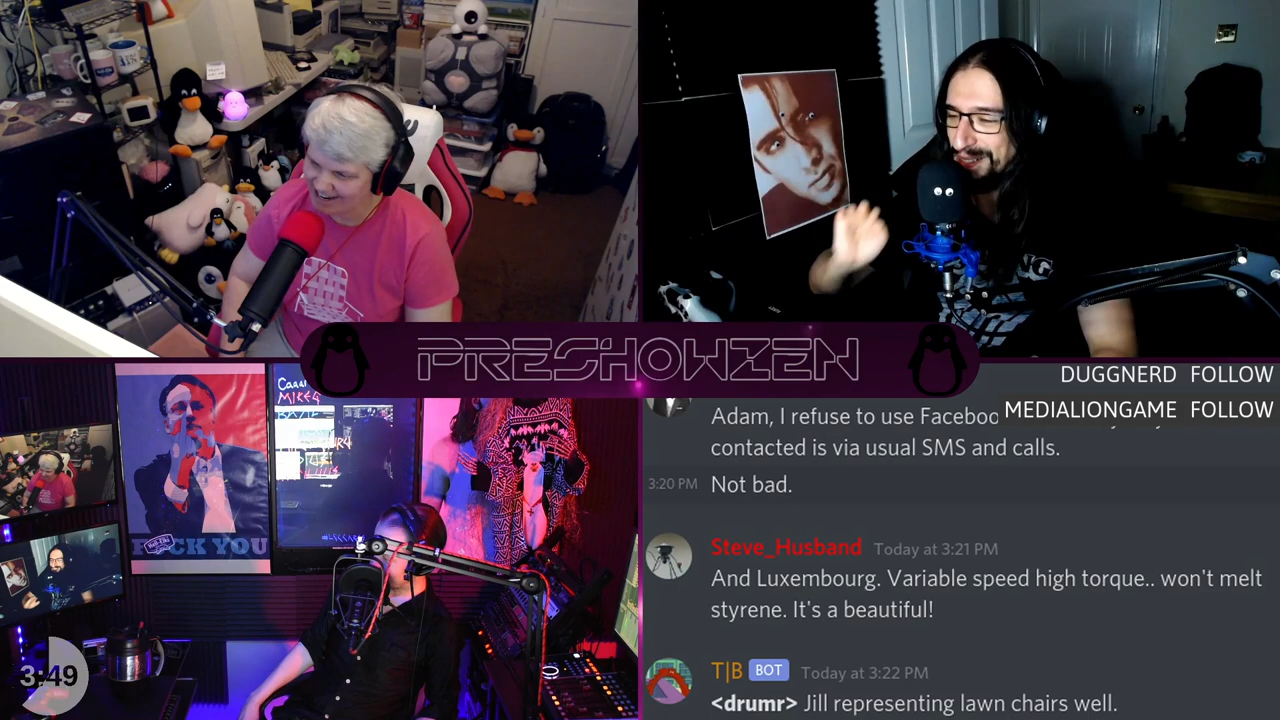 PRESHOWZEN
DUGGNERD FOLLOW
MEDIALIONGAME FOLLOW
Adam, I refuse to use
contacted is via usual SMS and calls.
3:20 PM Not bad.
Steve_Husband Today at 3:21 PM
And Luxembourg. Variable speed high torque.. won't melt
styrene. It's a beautiful!
T|B BOT Today at 3:22 PM
<drumr> Jill representing lawn chairs well.
CK YOU
3:49